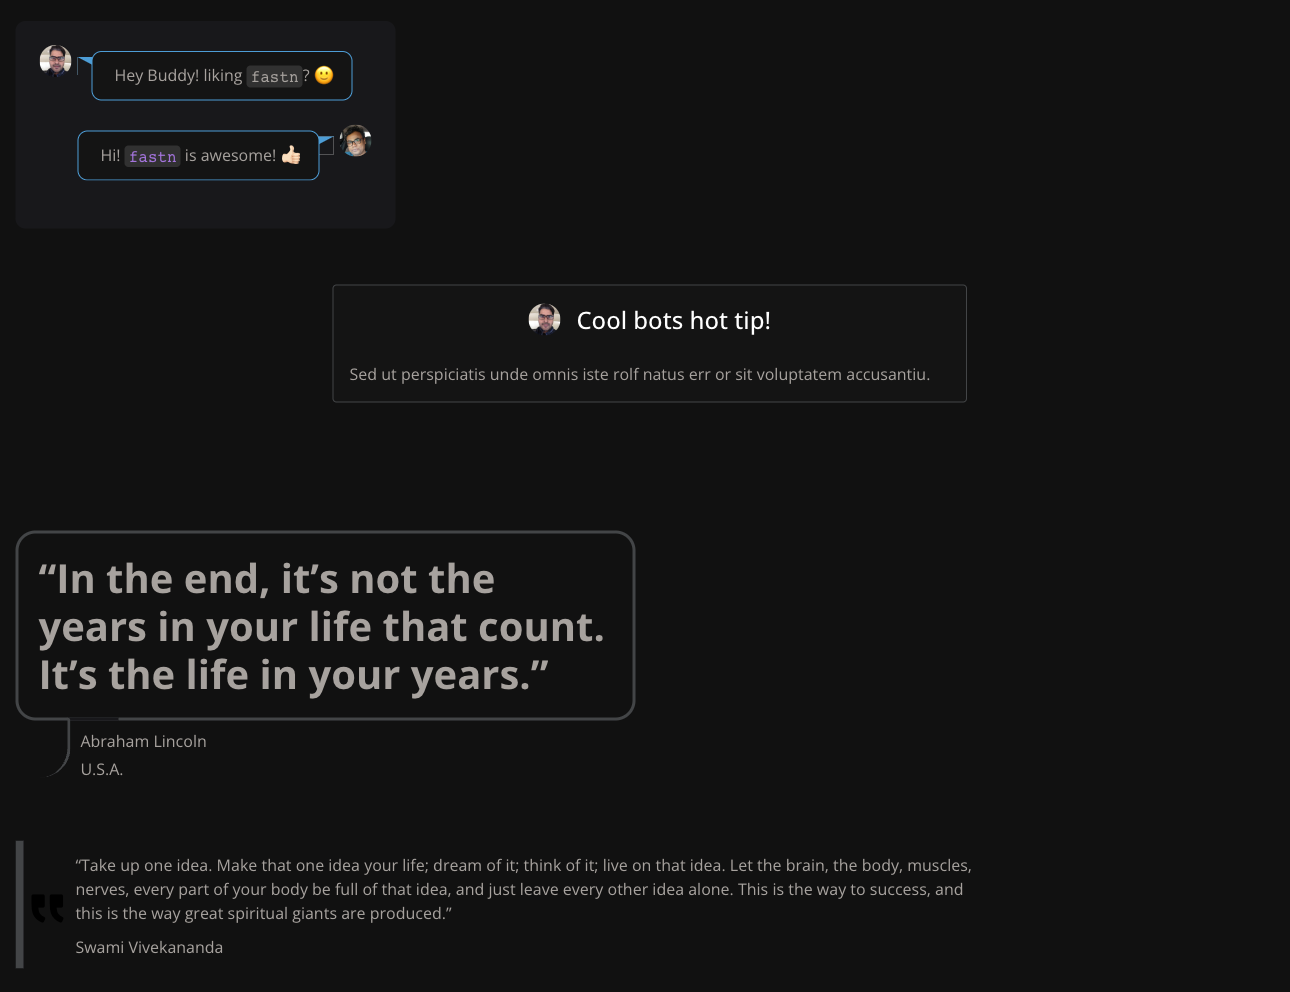 Hey Buddy! liking fastn? 🙂
Hi! fastn is awesome! 👍🏻
Cool bots hot tip!
Sed ut perspiciatis unde omnis iste rolf natus err or sit voluptatem accusantiu.
“In the end, it’s not the
years in your life that count.
It’s the life in your years.”
Abraham Lincoln
U.S.A.
“Take up one idea. Make that one idea your life; dream of it; think of it; live on that idea. Let the brain, the body, muscles,
nerves, every part of your body be full of that idea, and just leave every other idea alone. This is the way to success, and
this is the way great spiritual giants are produced.”
Swami Vivekananda